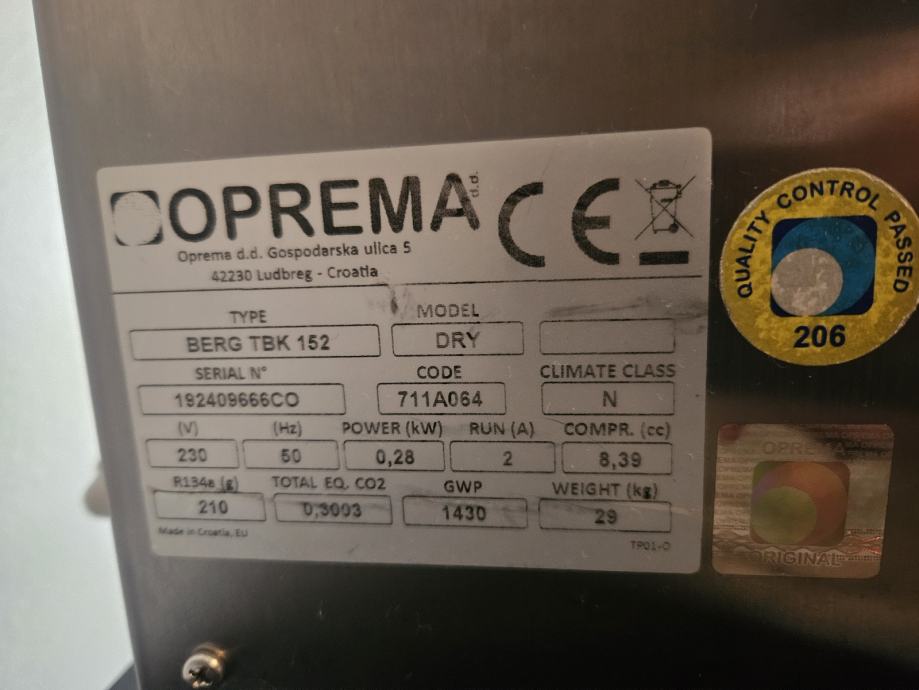 OPREMA d.d.
CE
Oprema d.d. Gospodarska ulica 5
42230 Ludbreg - Croatia
TYPE MODEL
BERG TBK 152 DRY
SERIAL N° CODE CLIMATE CLASS
192409666CO 711A064 N
(V) (Hz) POWER (kW) RUN (A) COMPR. (cc)
230 50 0,28 2 8,39
R134a (g) TOTAL EQ. CO2 GWP WEIGHT (kg)
210 0,3003 1430 29
Made in Croatia, EU
TP01-O
QUALITY CONTROL PASSED
206
OPREMA
ORIGINAL